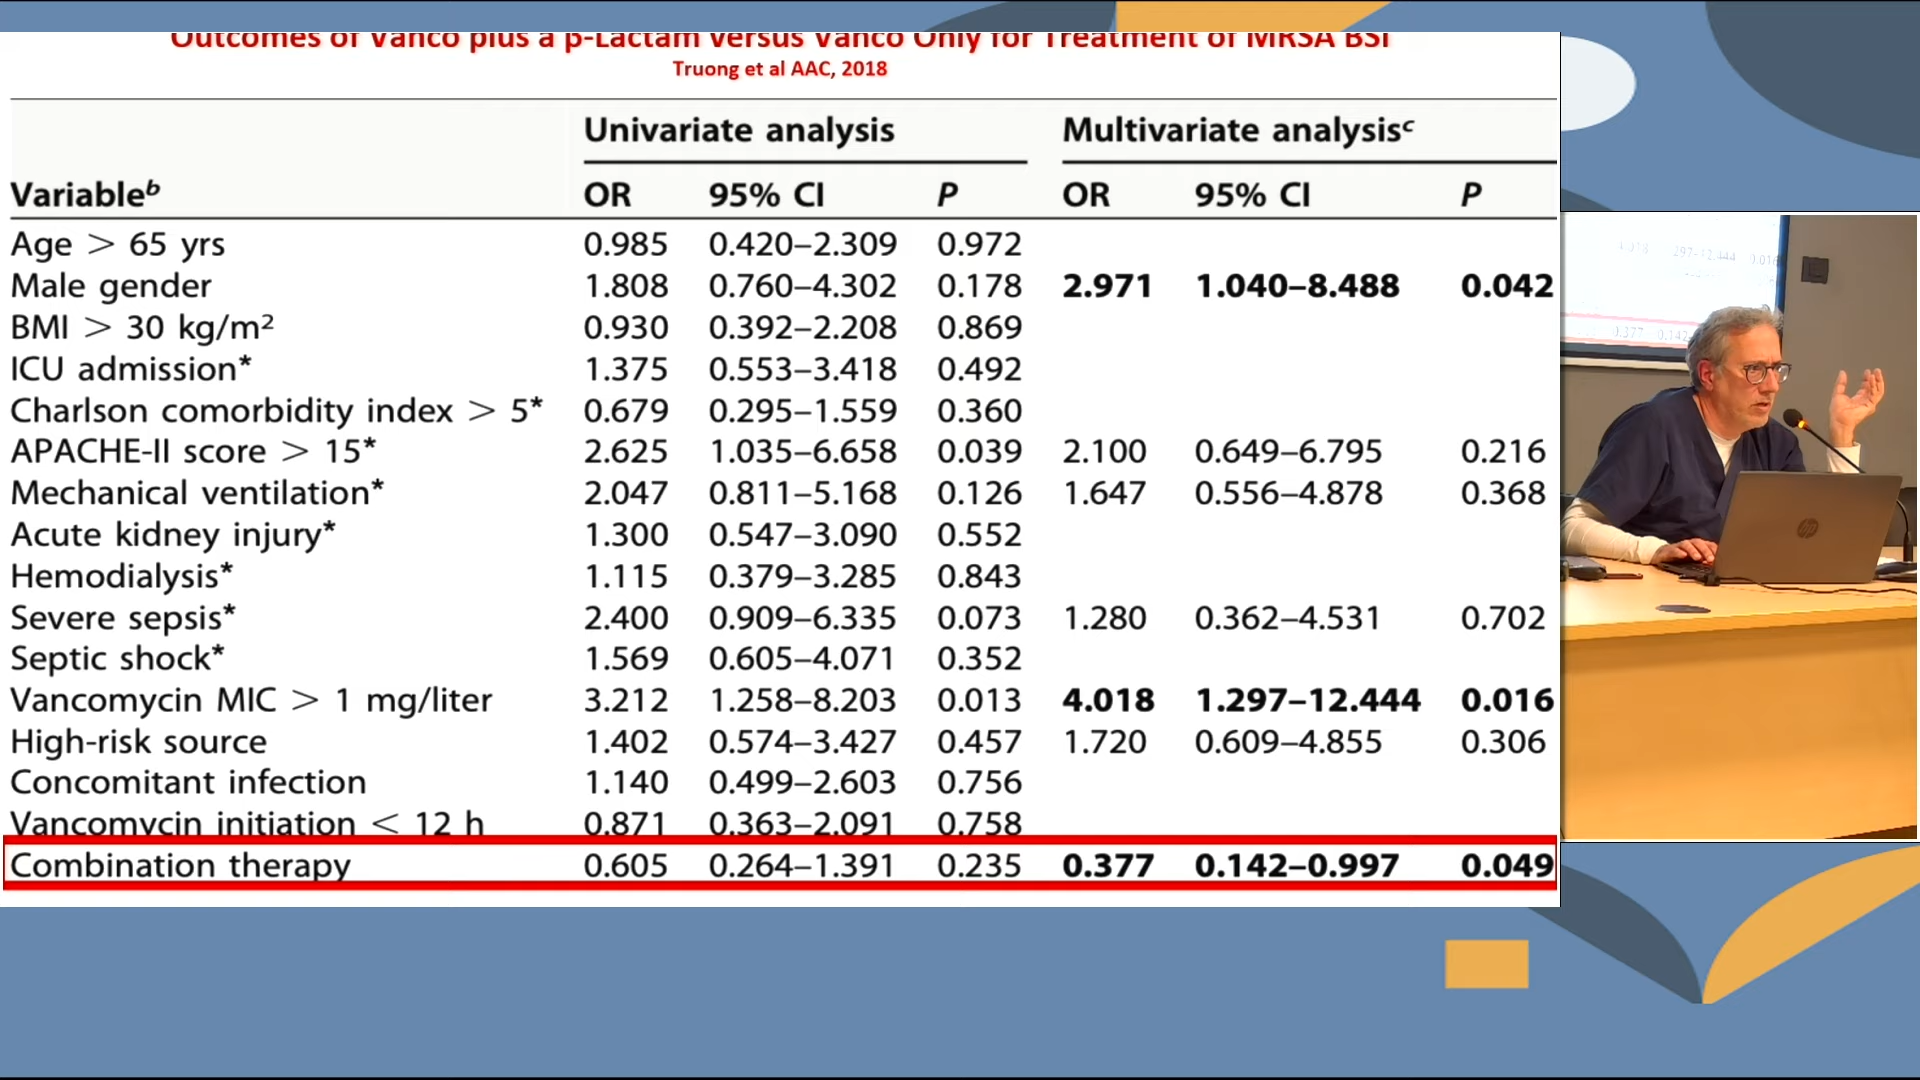 Outcomes of Vanco plus a β-Lactam Versus Vanco Only for Treatment of MRSA BSI
Truong et al AAC, 2018
Univariate analysis Multivariate analysisᶜ
Variableᵇ OR 95% CI P OR 95% CI P
Age > 65 yrs 0.985 0.420–2.309 0.972
Male gender 1.808 0.760–4.302 0.178 2.971 1.040–8.488 0.042
BMI > 30 kg/m² 0.930 0.392–2.208 0.869
ICU admission* 1.375 0.553–3.418 0.492
Charlson comorbidity index > 5* 0.679 0.295–1.559 0.360
APACHE-II score > 15* 2.625 1.035–6.658 0.039 2.100 0.649–6.795 0.216
Mechanical ventilation* 2.047 0.811–5.168 0.126 1.647 0.556–4.878 0.368
Acute kidney injury* 1.300 0.547–3.090 0.552
Hemodialysis* 1.115 0.379–3.285 0.843
Severe sepsis* 2.400 0.909–6.335 0.073 1.280 0.362–4.531 0.702
Septic shock* 1.569 0.605–4.071 0.352
Vancomycin MIC > 1 mg/liter 3.212 1.258–8.203 0.013 4.018 1.297–12.444 0.016
High-risk source 1.402 0.574–3.427 0.457 1.720 0.609–4.855 0.306
Concomitant infection 1.140 0.499–2.603 0.756
Vancomycin initiation < 12 h 0.871 0.363–2.091 0.758
Combination therapy 0.605 0.264–1.391 0.235 0.377 0.142–0.997 0.049
hp